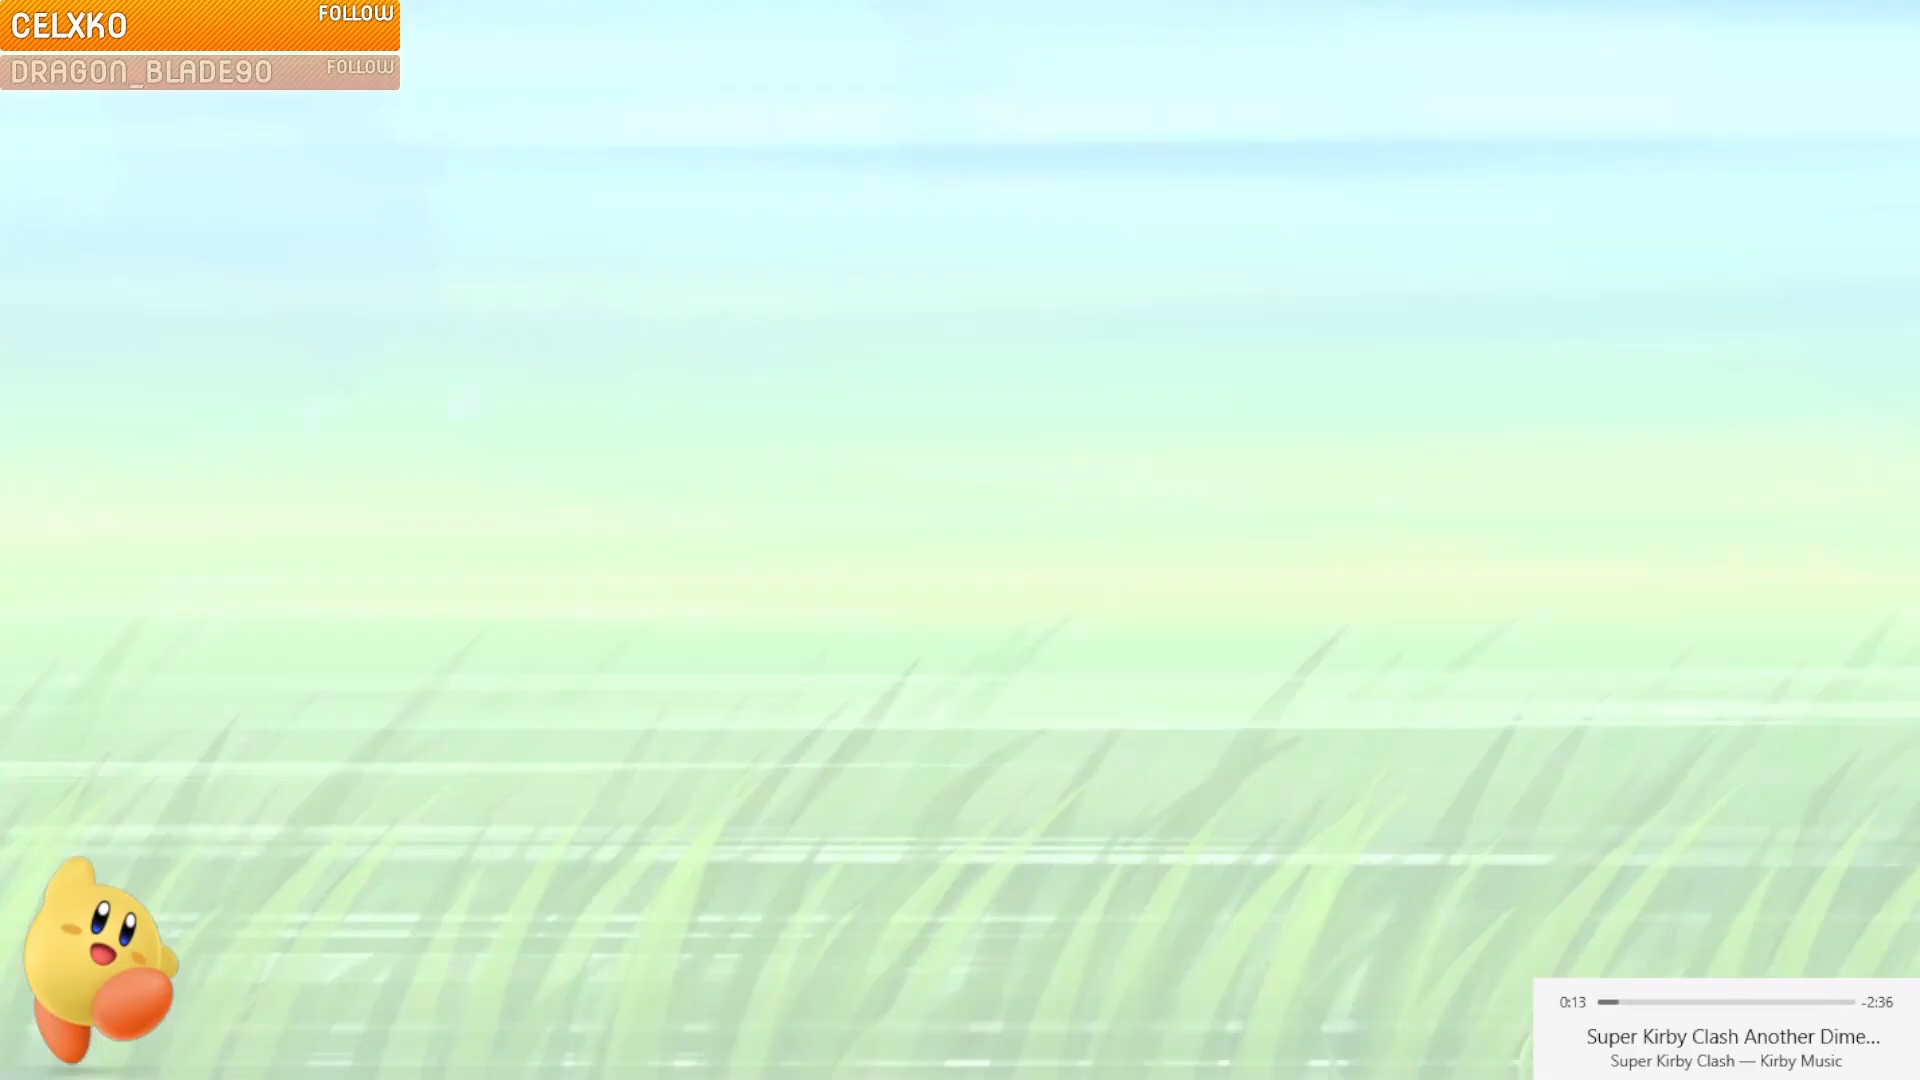 CELXKO FOLLOW
DRAGON_BLADE90 FOLLOW
0:13 -2:36
Super Kirby Clash Another Dime...
Super Kirby Clash — Kirby Music